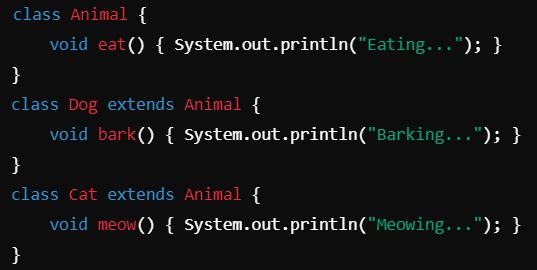 class Animal {
    void eat() { System.out.println("Eating..."); }
}
class Dog extends Animal {
    void bark() { System.out.println("Barking..."); }
}
class Cat extends Animal {
    void meow() { System.out.println("Meowing..."); }
}